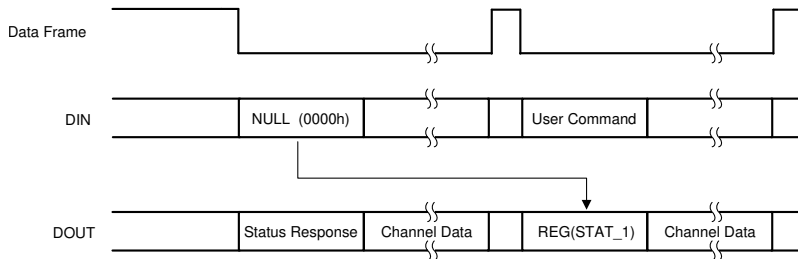 Data Frame
DIN
NULL (0000h)
User Command
DOUT
Status Response
Channel Data
REG(STAT_1)
Channel Data